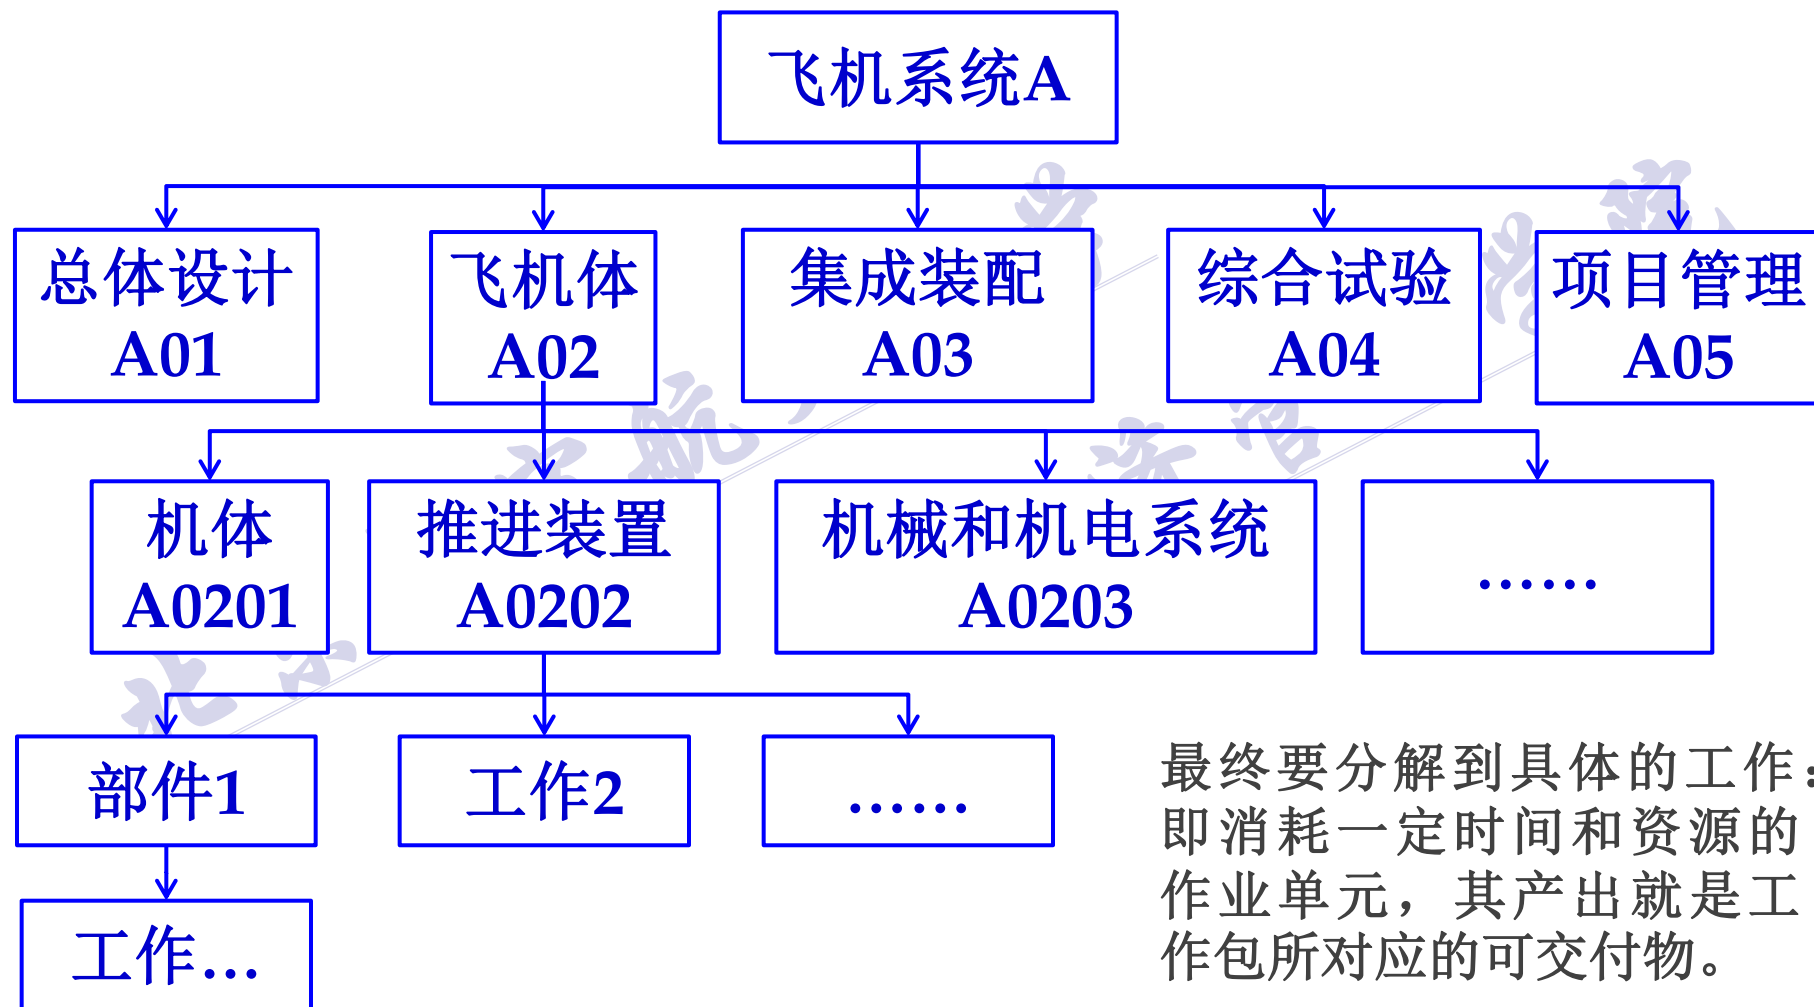 飞机系统A
总体设计
A01
飞机体
A02
集成装配
A03
综合试验
A04
项目管理
A05
机体
A0201
推进装置
A0202
机械和机电系统
A0203
……
部件1
工作2
……
工作…
最终要分解到具体的工作：
即消耗一定时间和资源的
作业单元，其产出就是工
作包所对应的可交付物。